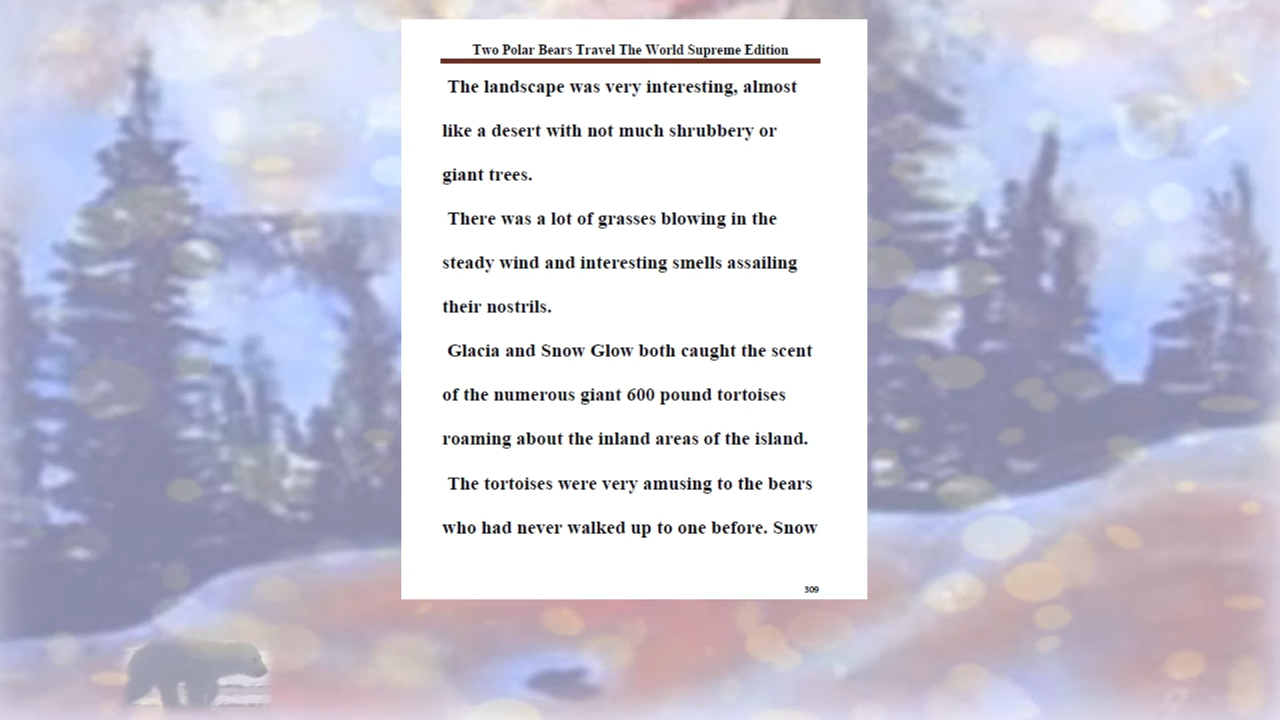 Two Polar Bears Travel The World Supreme Edition
The landscape was very interesting, almost
like a desert with not much shrubbery or
giant trees.
There was a lot of grasses blowing in the
steady wind and interesting smells assailing
their nostrils.
Glacia and Snow Glow both caught the scent
of the numerous giant 600 pound tortoises
roaming about the inland areas of the island.
The tortoises were very amusing to the bears
who had never walked up to one before. Snow
309